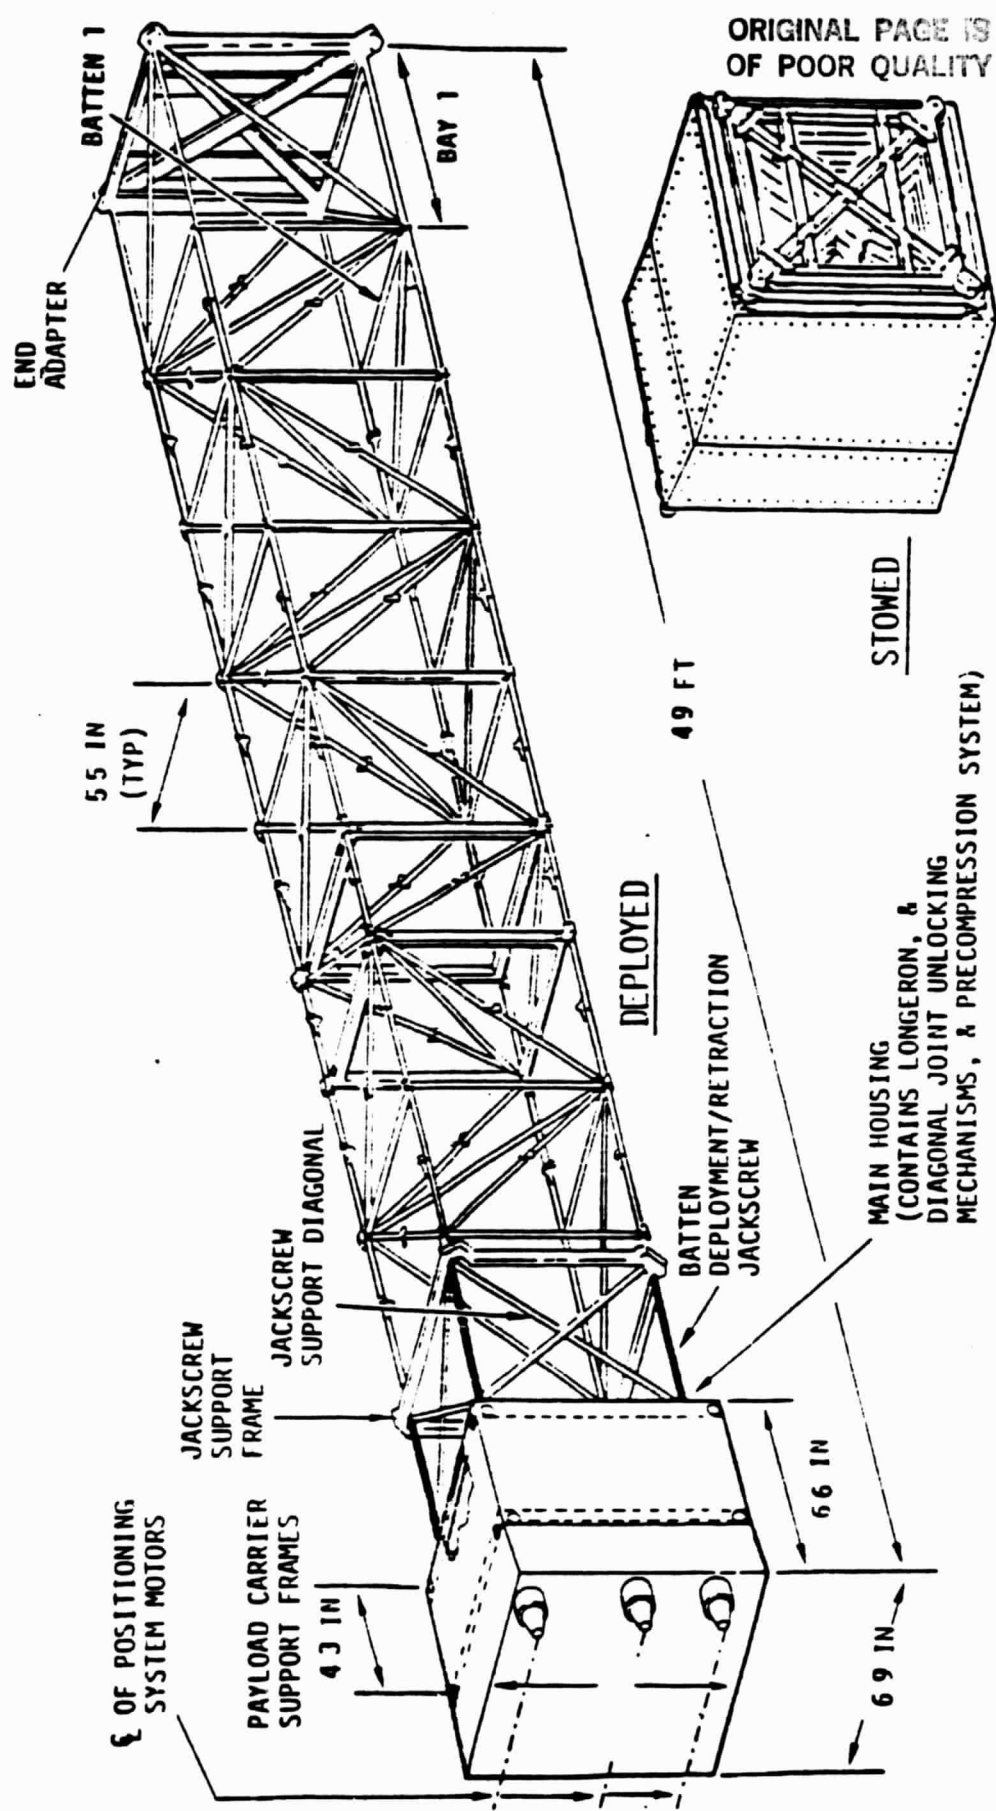 ORIGINAL PAGE IS
OF POOR QUALITY
END
ADAPTER
BATTEN 1
BAY 1
55 IN
(TYP)
49 FT
STOWED
DEPLOYED
JACKSCREW
SUPPORT
FRAME
JACKSCREW
SUPPORT DIAGONAL
BATTEN
DEPLOYMENT/RETRACTION
JACKSCREW
MAIN HOUSING
(CONTAINS LONGERON, &
DIAGONAL JOINT UNLOCKING
MECHANISMS, & PRECOMPRESSION SYSTEM)
℄ OF POSITIONING
SYSTEM MOTORS
PAYLOAD CARRIER
SUPPORT FRAMES
43 IN
66 IN
69 IN